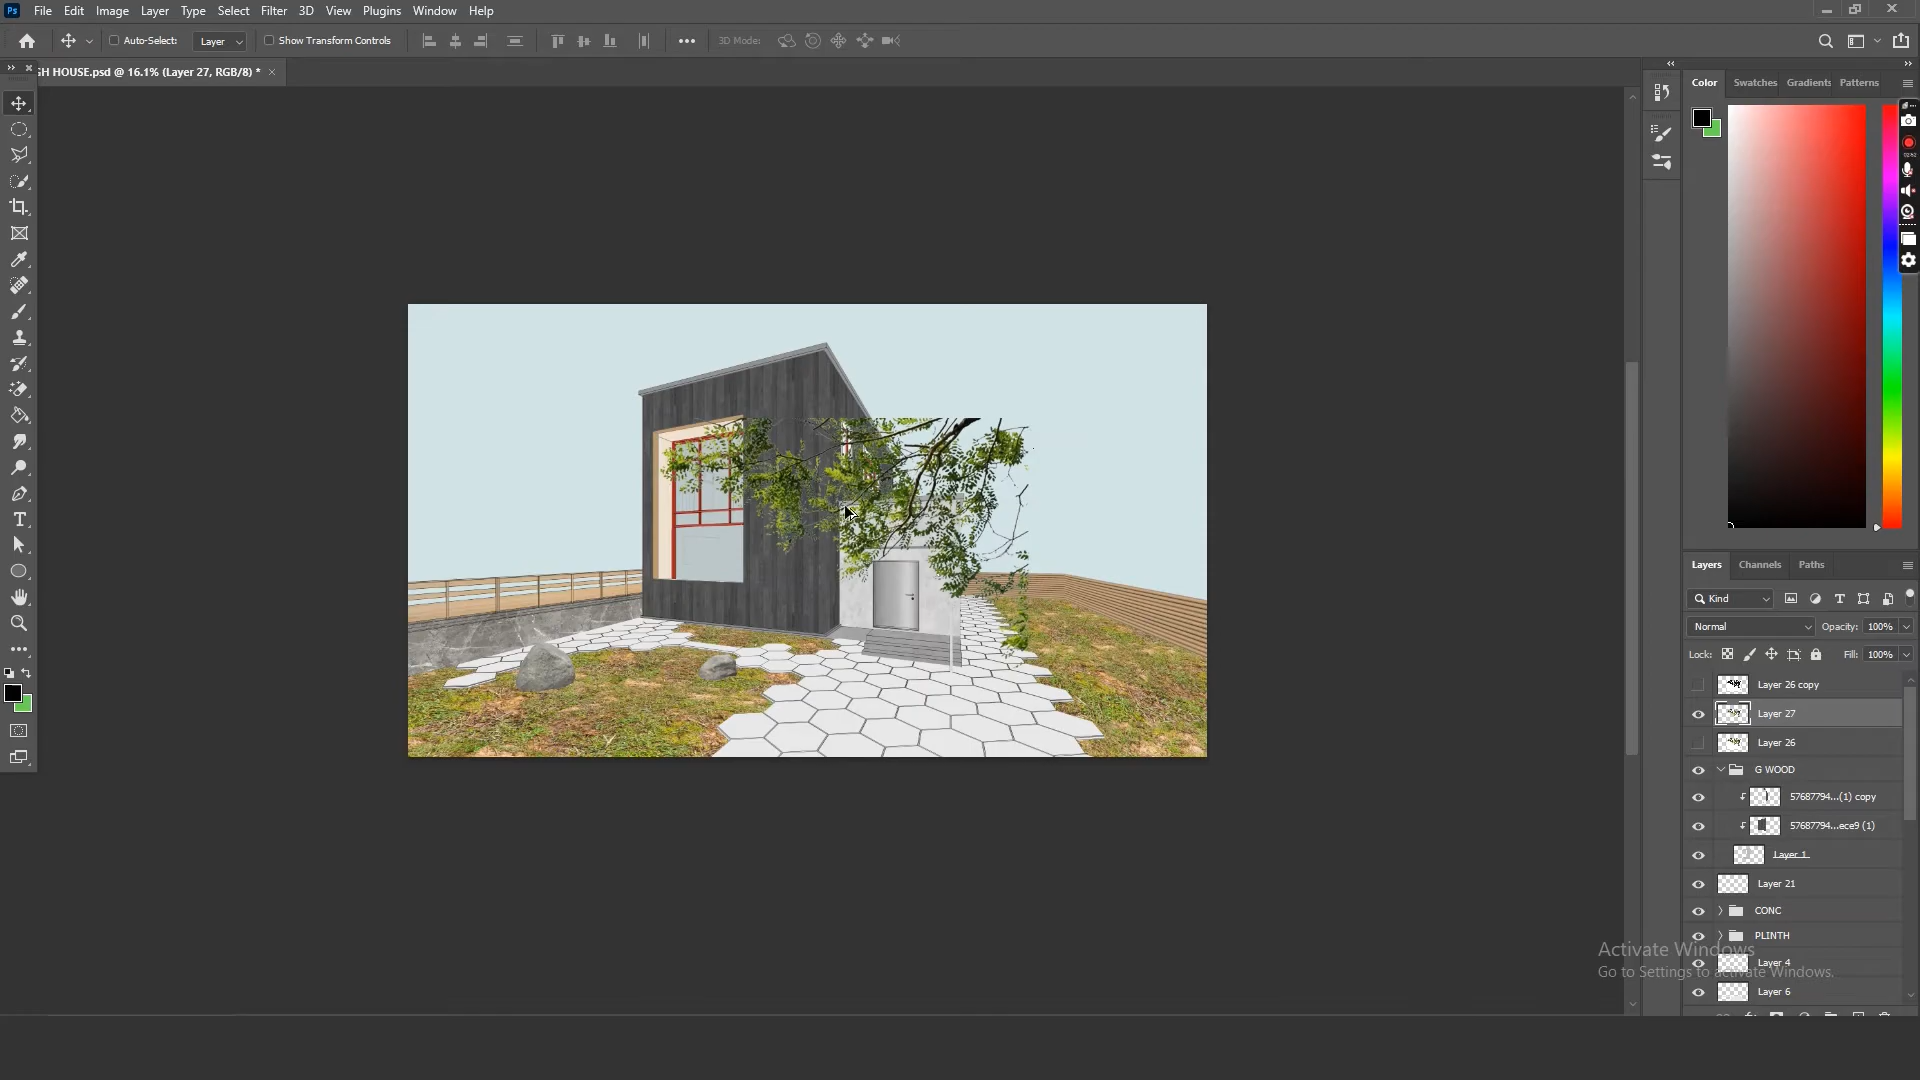 Ps File Edit Image Layer Type Select Filter 3D View Plugins Window Help
Auto-Select: Layer Show Transform Controls 3D Mode:
GH HOUSE.psd @ 16.1% (Layer 27, RGB/8) *
Color Swatches Gradients Patterns
Layers Channels Paths
Kind
Normal Opacity: 100%
Lock: Fill: 100%
Layer 26 copy
Layer 27
Layer 26
G WOOD
57687794...(1) copy
57687794...ece9 (1)
Layer 1
Layer 21
CONC
PLINTH
Layer 4
Layer 6
Activate Windows
Go to Settings to activate Windows.